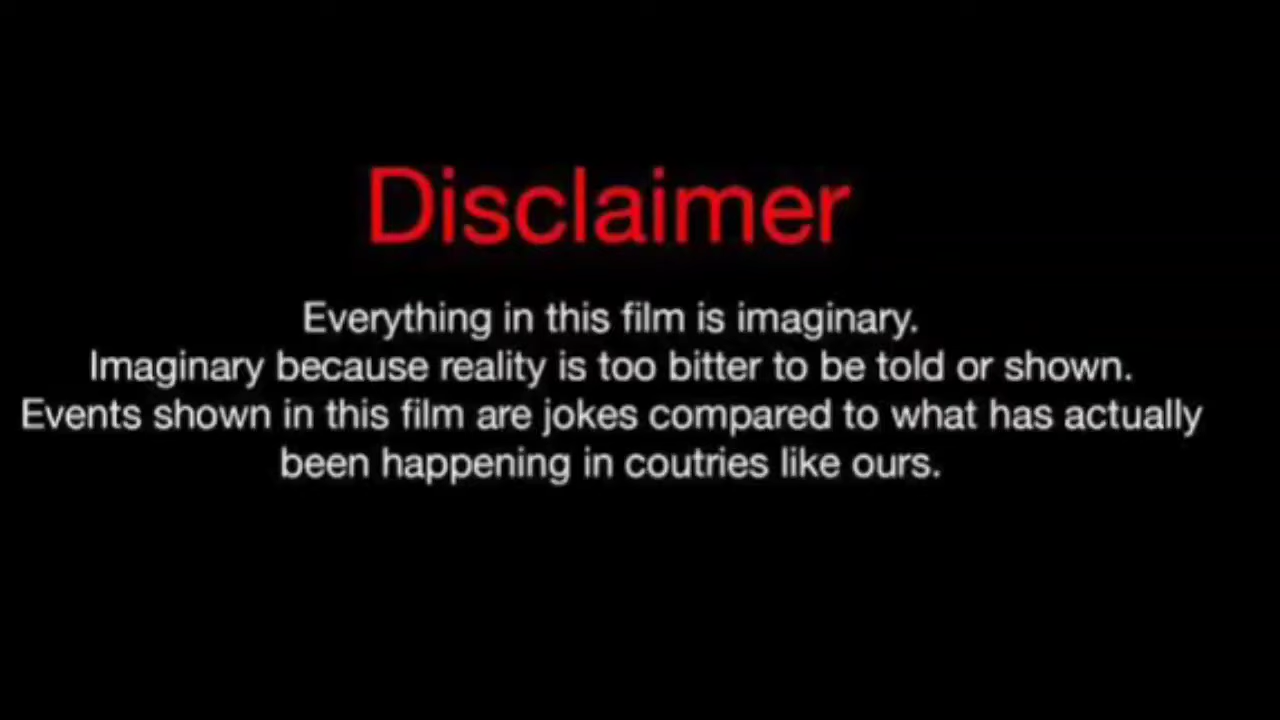 Disclaimer
Everything in this film is imaginary.
Imaginary because reality is too bitter to be told or shown.
Events shown in this film are jokes compared to what has actually
been happening in coutries like ours.